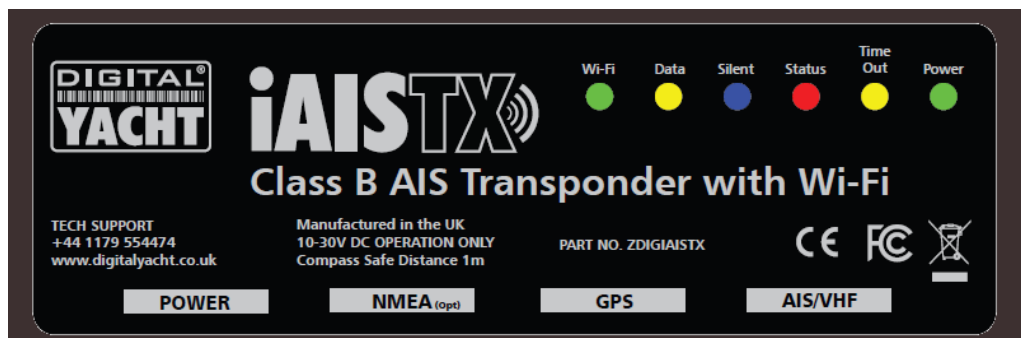 DIGITAL®
YACHT
iAISTX
Wi-Fi
Data
Silent
Status
Time
Out
Power
Class B AIS Transponder with Wi-Fi
TECH SUPPORT
+44 1179 554474
www.digitalyacht.co.uk
Manufactured in the UK
10-30V DC OPERATION ONLY
Compass Safe Distance 1m
PART NO. ZDIGIAISTX
CE
FC
POWER
NMEA (Opt)
GPS
AIS/VHF